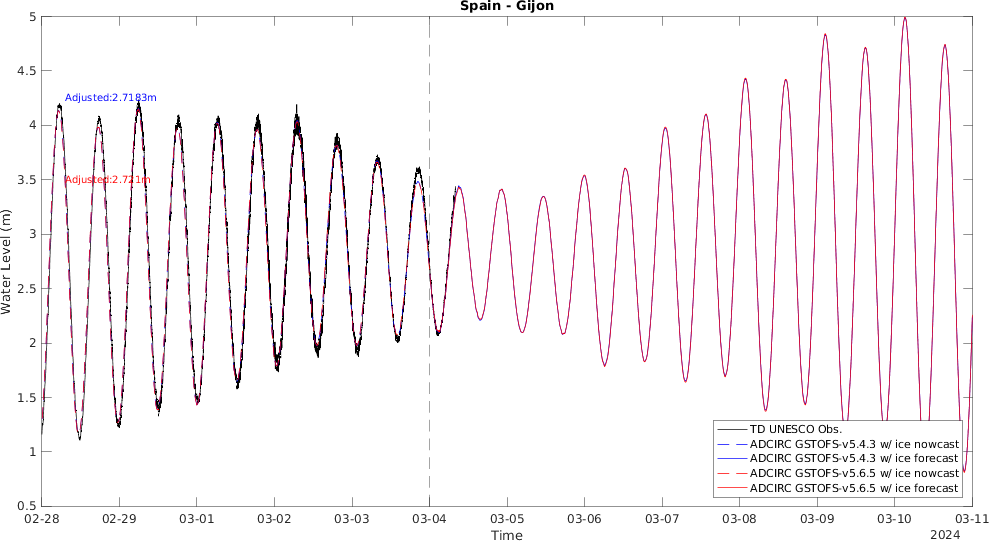 Spain - Gijon
Water Level (m)
5
4.5
4
3.5
3
2.5
2
1.5
1
0.5
Adjusted:2.7183m
Adjusted:2.721m
TD UNESCO Obs.
ADCIRC GSTOFS-v5.4.3 w/ ice nowcast
ADCIRC GSTOFS-v5.4.3 w/ ice forecast
ADCIRC GSTOFS-v5.6.5 w/ ice nowcast
ADCIRC GSTOFS-v5.6.5 w/ ice forecast
02-28 02-29 03-01 03-02 03-03 03-04 03-05 03-06 03-07 03-08 03-09 03-10 03-11
Time
2024